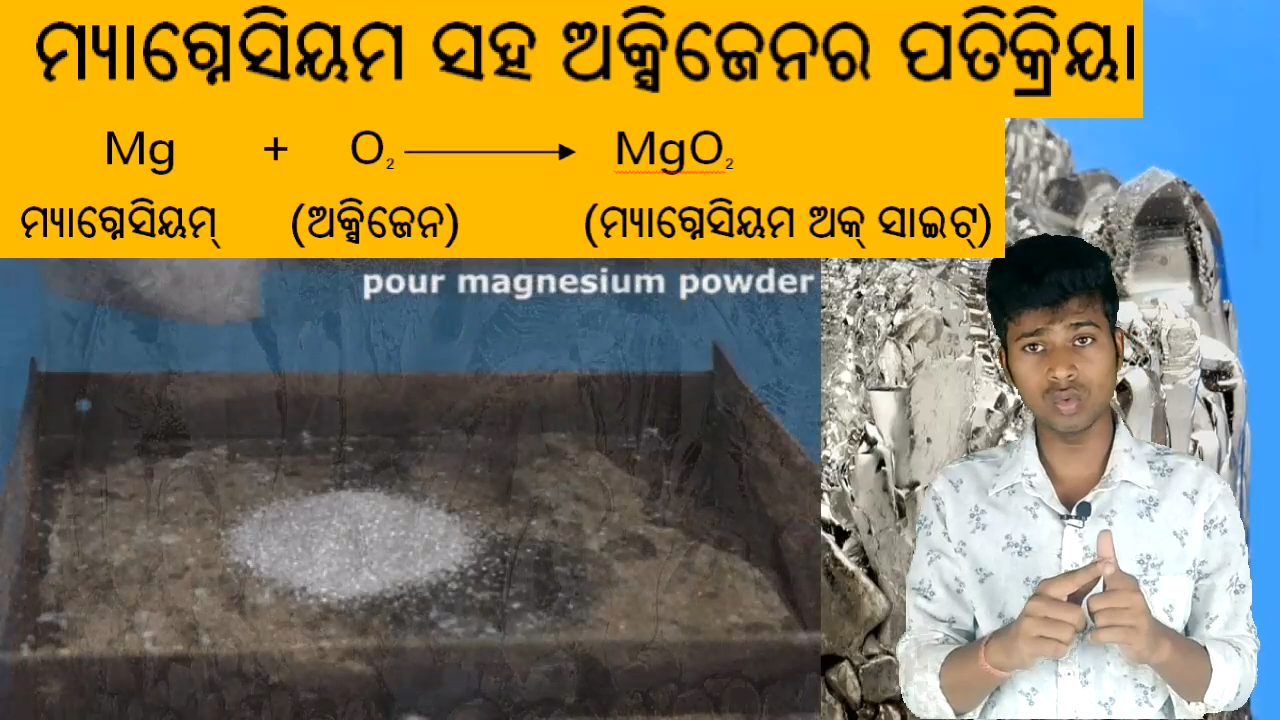 ମ୍ୟାଗ୍ନେସିୟମ ସହ ଅକ୍ସିଜେନର ପତିକ୍ରିୟା
Mg + O₂ ⟶ MgO₂
ମ୍ୟାଗ୍ନେସିୟମ୍ (ଅକ୍ସିଜେନ) (ମ୍ୟାଗ୍ନେସିୟମ ଅକ୍ ସାଇଟ୍)
pour magnesium powder